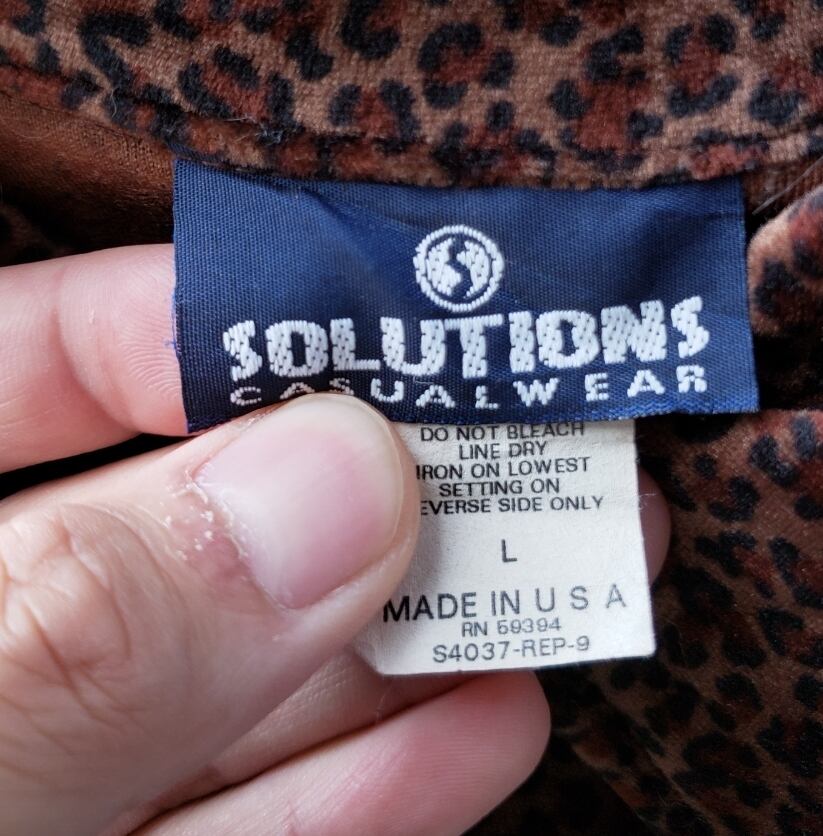 SOLUTIONS
CASUALWEAR
DO NOT BLEACH
LINE DRY
IRON ON LOWEST
SETTING ON
EVERSE SIDE ONLY
L
MADE IN U S A
RN 59394
S4037-REP-9